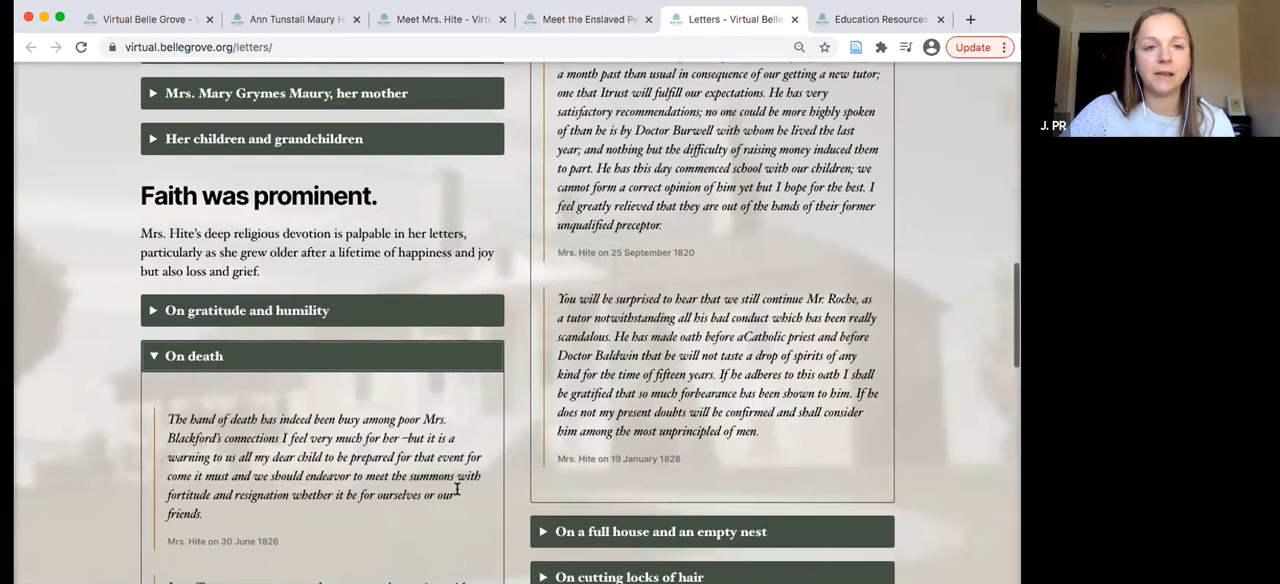 Virtual Belle Grove -
Ann Tunstall Maury H
Meet Mrs. Hite - Virtu
Meet the Enslaved Pe
Letters - Virtual Belle
Education Resources
virtual.bellegrove.org/letters/
Update
J. PR
Mrs. Mary Grymes Maury, her mother
Her children and grandchildren
Faith was prominent.
Mrs. Hite's deep religious devotion is palpable in her letters,
particularly as she grew older after a lifetime of happiness and joy
but also loss and grief.
On gratitude and humility
On death
The hand of death has indeed been busy among poor Mrs.
Blackford's connections I feel very much for her –but it is a
warning to us all my dear child to be prepared for that event for
come it must and we should endeavor to meet the summons with
fortitude and resignation whether it be for ourselves or our
friends.
Mrs. Hite on 30 June 1826
a month past than usual in consequence of our getting a new tutor;
one that Itrust will fulfill our expectations. He has very
satisfactory recommendations; no one could be more highly spoken
of than he is by Doctor Burwell with whom he lived the last
year; and nothing but the difficulty of raising money induced them
to part. He has this day commenced school with our children; we
cannot form a correct opinion of him yet but I hope for the best. I
feel greatly relieved that they are out of the hands of their former
unqualified preceptor.
Mrs. Hite on 25 September 1820
You will be surprised to hear that we still continue Mr. Roche, as
a tutor notwithstanding all his bad conduct which has been really
scandalous. He has made oath before aCatholic priest and before
Doctor Baldwin that he will not taste a drop of spirits of any
kind for the time of fifteen years. If he adheres to this oath I shall
be gratified that so much forbearance has been shown to him. If he
does not my present doubts will be confirmed and shall consider
him among the most unprincipled of men.
Mrs. Hite on 19 January 1828
On a full house and an empty nest
On cutting locks of hair